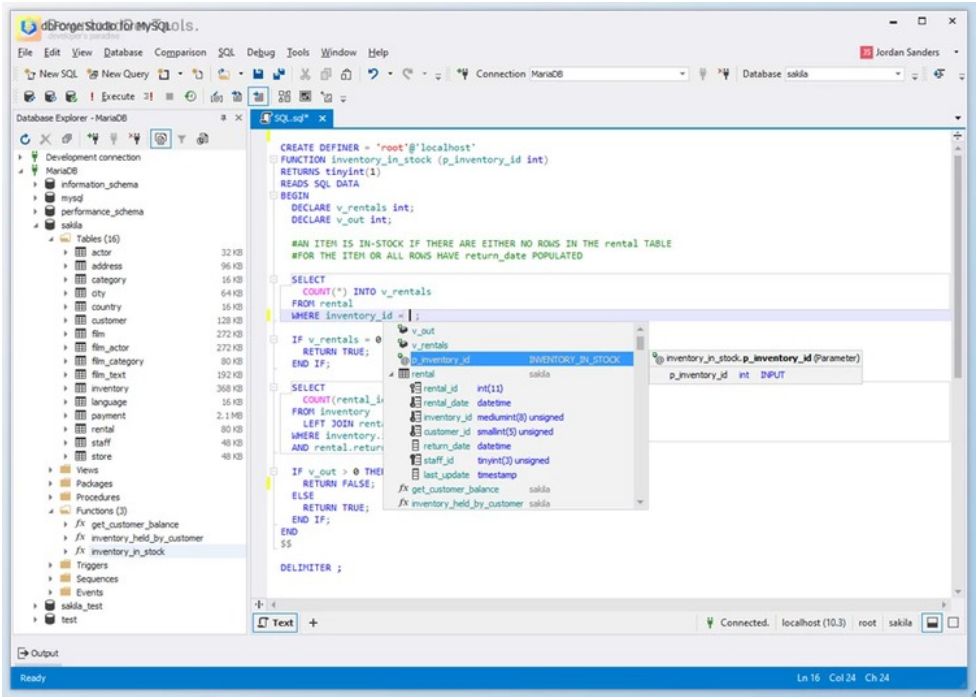 dbForge Studio for MySQL
File Edit View Database Comparison SQL Debug Tools Window Help
JS Jordan Sanders
New SQL New Query Connection MariaDB Database sakila
Execute
Database Explorer - MariaDB
SQL.sql*
Development connection
MariaDB
information_schema
mysql
performance_schema
sakila
Tables (16)
actor 32 KB
address 96 KB
category 16 KB
city 64 KB
country 16 KB
customer 128 KB
film 272 KB
film_actor 272 KB
film_category 80 KB
film_text 192 KB
inventory 368 KB
language 16 KB
payment 2.1 MB
rental 80 KB
staff 48 KB
store 48 KB
Views
Packages
Procedures
Functions (3)
fx get_customer_balance
fx inventory_held_by_customer
fx inventory_in_stock
Triggers
Sequences
Events
sakila_test
test
CREATE DEFINER = 'root'@'localhost'
FUNCTION inventory_in_stock (p_inventory_id int)
RETURNS tinyint(1)
READS SQL DATA
BEGIN
DECLARE v_rentals int;
DECLARE v_out int;
#AN ITEM IS IN-STOCK IF THERE ARE EITHER NO ROWS IN THE rental TABLE
#FOR THE ITEM OR ALL ROWS HAVE return_date POPULATED
SELECT
COUNT(*) INTO v_rentals
FROM rental
WHERE inventory_id = ;
IF v_rentals = 0
RETURN TRUE;
END IF;
SELECT
COUNT(rental_id
FROM inventory
LEFT JOIN renta
WHERE inventory.
AND rental.retur
IF v_out > 0 THE
RETURN FALSE;
ELSE
RETURN TRUE;
END IF;
END
$$
DELIMITER ;
v_out
v_rentals
p_inventory_id INVENTORY_IN_STOCK
rental sakila
rental_id int(11)
rental_date datetime
inventory_id mediumint(8) unsigned
customer_id smallint(5) unsigned
return_date datetime
staff_id tinyint(3) unsigned
last_update timestamp
fx get_customer_balance sakila
fx inventory_held_by_customer sakila
inventory_in_stock.p_inventory_id (Parameter)
p_inventory_id int INPUT
Text
Connected. localhost (10.3) root sakila
Output
Ready
Ln 16 Col 24 Ch 24